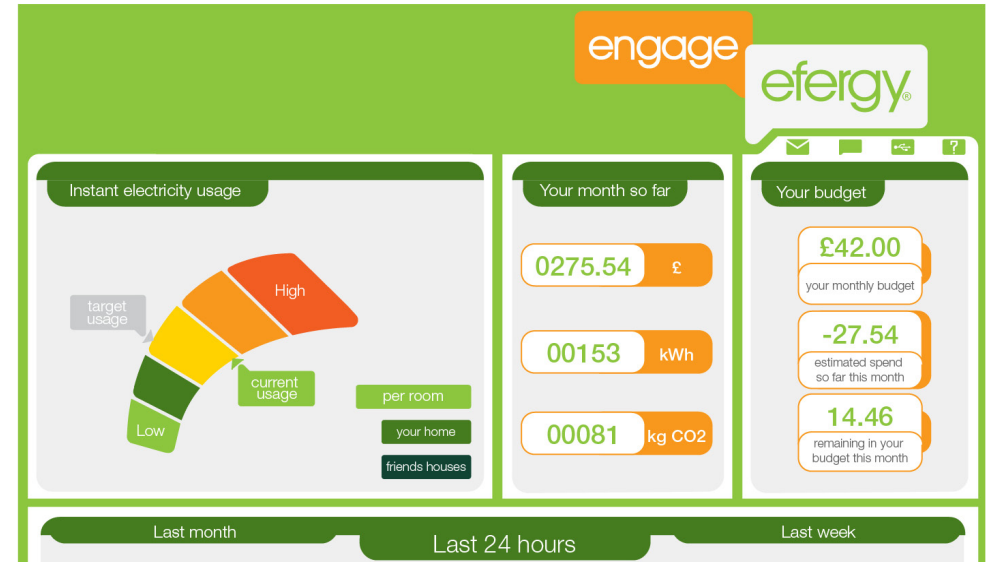 engage
efergy®
?
Instant electricity usage
High
target
usage
current
usage
Low
per room
your home
friends houses
Your month so far
0275.54 £
00153 kWh
00081 kg CO2
Your budget
£42.00
your monthly budget
-27.54
estimated spend
so far this month
14.46
remaining in your
budget this month
Last month
Last 24 hours
Last week